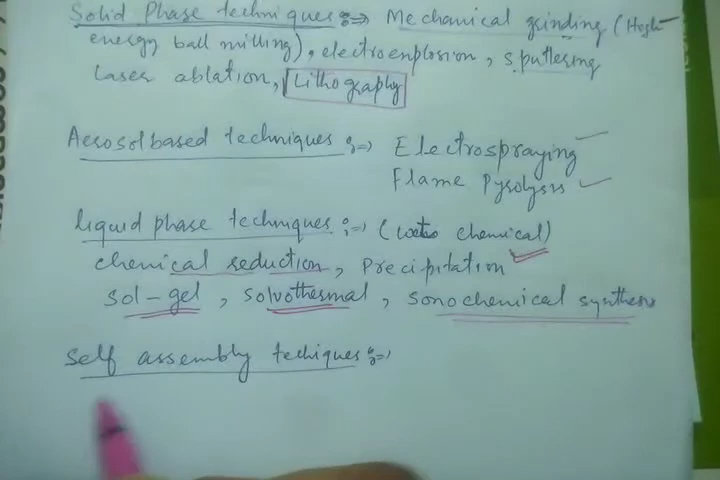 Solid Phase techniques :=> Mechanical grinding (High-
energy ball milling), electroexplosion, sputtering
Laser ablation, Lithography
Aerosol based techniques :=> Electrospraying
Flame Pyrolysis
liquid phase techniques :=> ( chemical)
chemical reduction, Precipitation
sol-gel, solvothermal, sonochemical synthesis
Self assembly techiques :=>